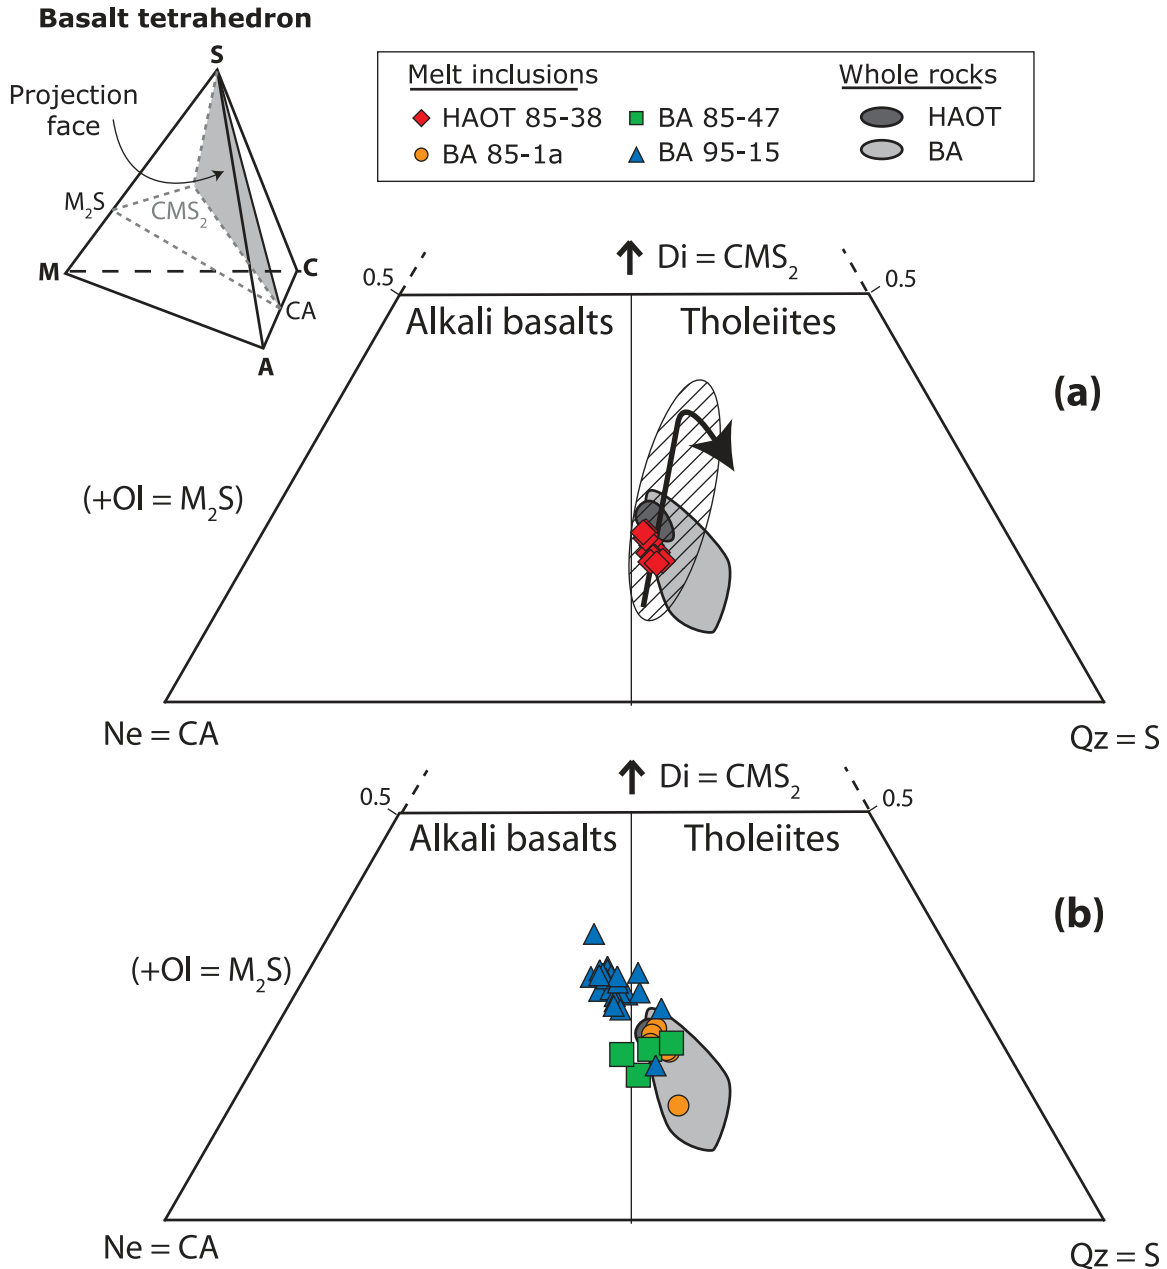 Basalt tetrahedron
S
Projection
face
M₂S
CMS₂
M
C
CA
A
Melt inclusions
Whole rocks
HAOT 85-38
BA 85-47
HAOT
BA 85-1a
BA 95-15
BA
Di = CMS₂
0.5
0.5
Alkali basalts
Tholeiites
(a)
(+Ol = M₂S)
Ne = CA
Qz = S
Di = CMS₂
0.5
0.5
Alkali basalts
Tholeiites
(b)
(+Ol = M₂S)
Ne = CA
Qz = S